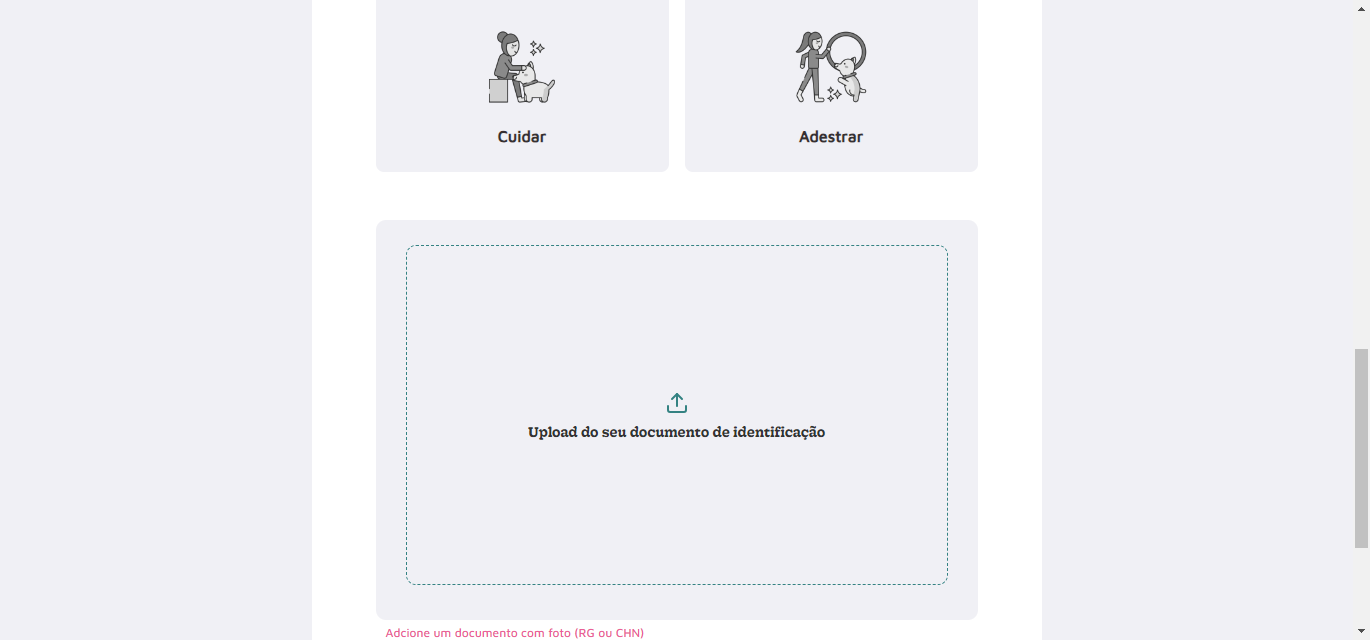 Cuidar
Adestrar
Upload do seu documento de identificação
Adcione um documento com foto (RG ou CHN)